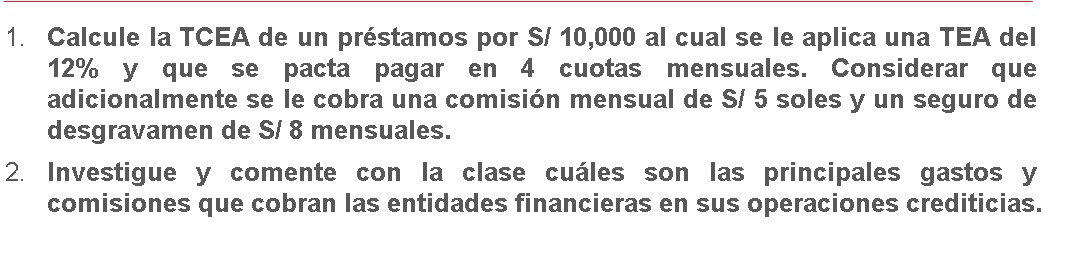 1. Calcule la TCEA de un préstamos por S/ 10,000 al cual se le aplica una TEA del
12% y que se pacta pagar en 4 cuotas mensuales. Considerar que
adicionalmente se le cobra una comisión mensual de S/ 5 soles y un seguro de
desgravamen de S/ 8 mensuales.
2. Investigue y comente con la clase cuáles son las principales gastos y
comisiones que cobran las entidades financieras en sus operaciones crediticias.